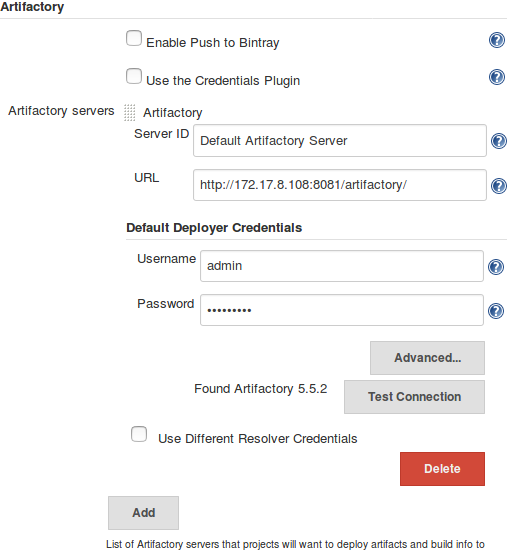 Artifactory
Enable Push to Bintray
Use the Credentials Plugin
Artifactory servers
Artifactory
Server ID
Default Artifactory Server
URL
http://172.17.8.108:8081/artifactory/
Default Deployer Credentials
Username
admin
Password
•••••••••
Advanced...
Found Artifactory 5.5.2
Test Connection
Use Different Resolver Credentials
Delete
Add
List of Artifactory servers that projects will want to deploy artifacts and build info to